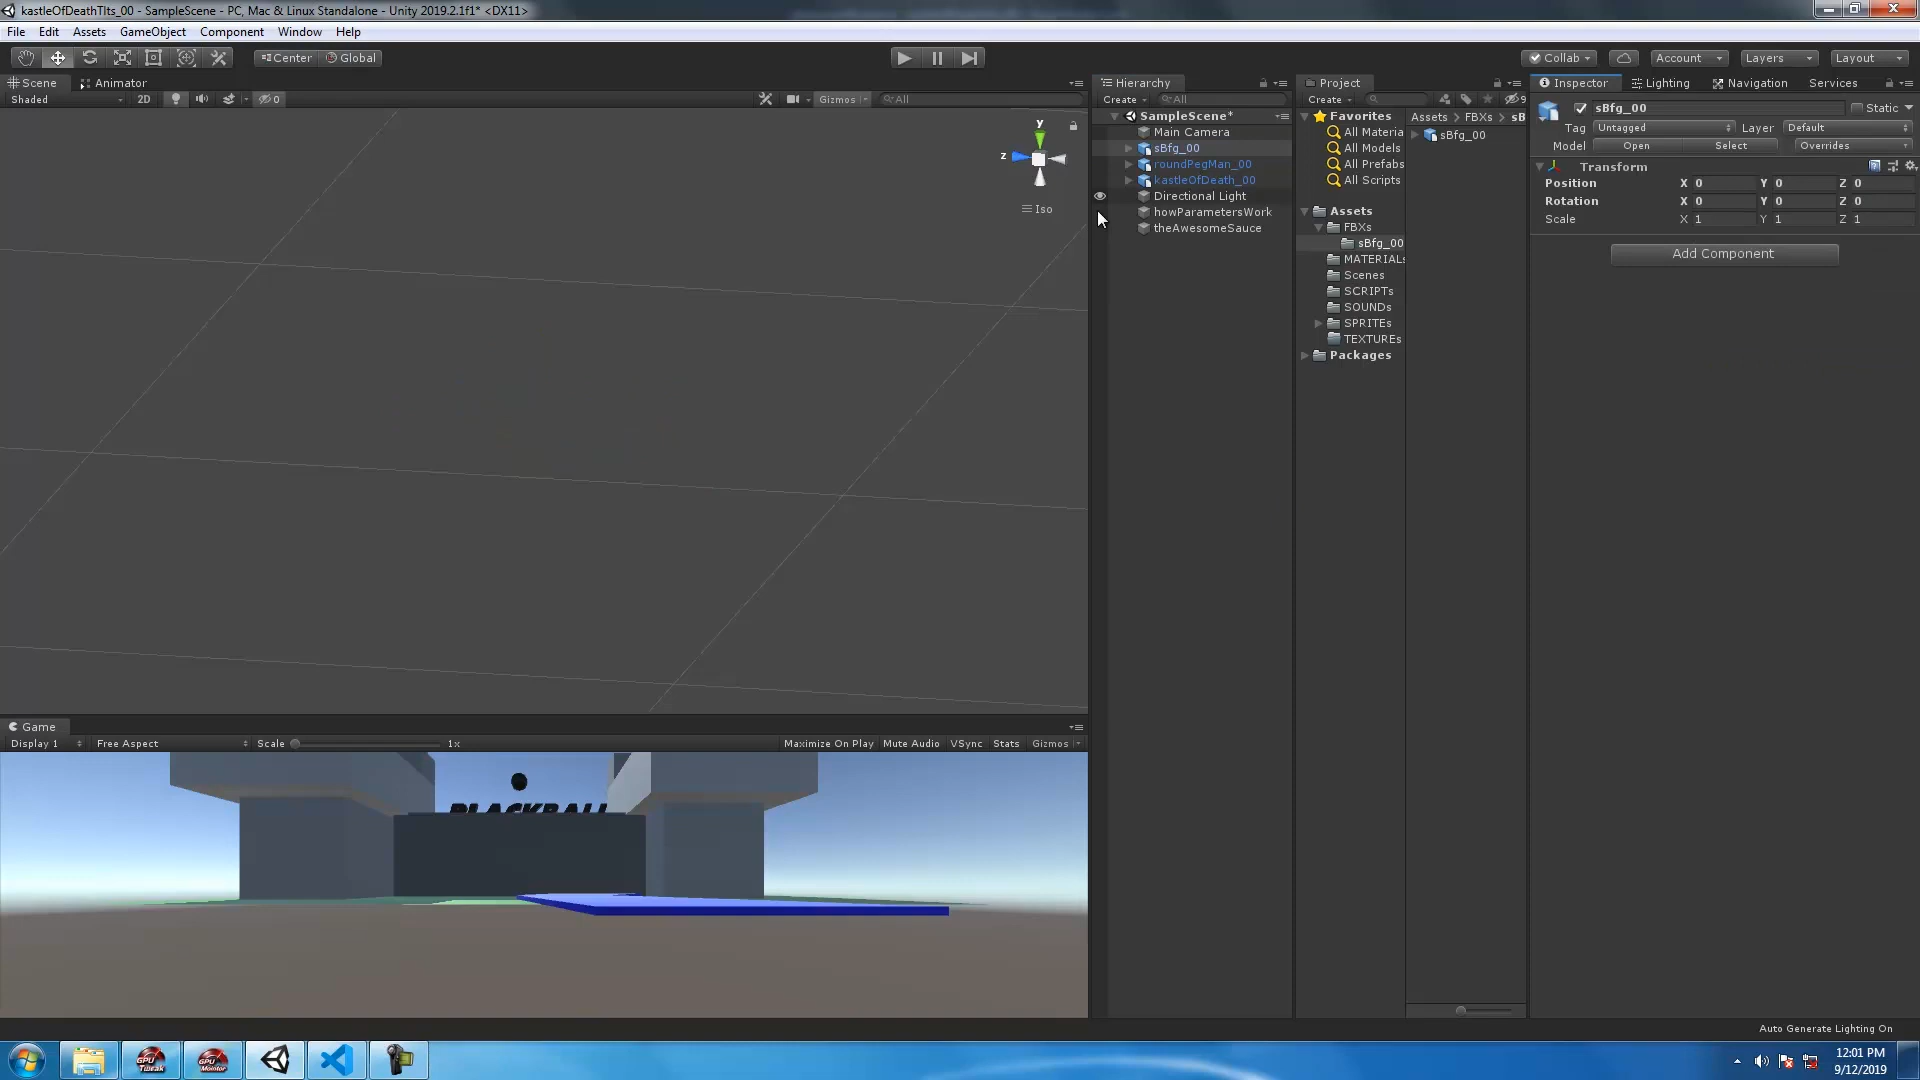 kastleOfDeathTIts_00 - SampleScene - PC, Mac & Linux Standalone - Unity 2019.2.1f1* <DX11>
File Edit Assets GameObject Component Window Help
Center Global Collab Account Layers Layout
Scene Animator
Shaded 2D 0 Gizmos All
y
z
Iso
Hierarchy
Create All
SampleScene*
Main Camera
sBfg_00
roundPegMan_00
kastleOfDeath_00
Directional Light
howParametersWork
theAwesomeSauce
Project
Create 9
Favorites
All Materia
All Models
All Prefabs
All Scripts
Assets
FBXs
sBfg_00
MATERIALs
Scenes
SCRIPTs
SOUNDs
SPRITEs
TEXTUREs
Packages
Assets > FBXs > sB
sBfg_00
Inspector Lighting Navigation Services
sBfg_00 Static
Tag Untagged Layer Default
Model Open Select Overrides
Transform
Position X 0 Y 0 Z 0
Rotation X 0 Y 0 Z 0
Scale X 1 Y 1 Z 1
Add Component
Game
Display 1 Free Aspect Scale 1x Maximize On Play Mute Audio VSync Stats Gizmos
BLACKBALL
Auto Generate Lighting On
GPU Tweak
GPU Monitor
12:01 PM
9/12/2019